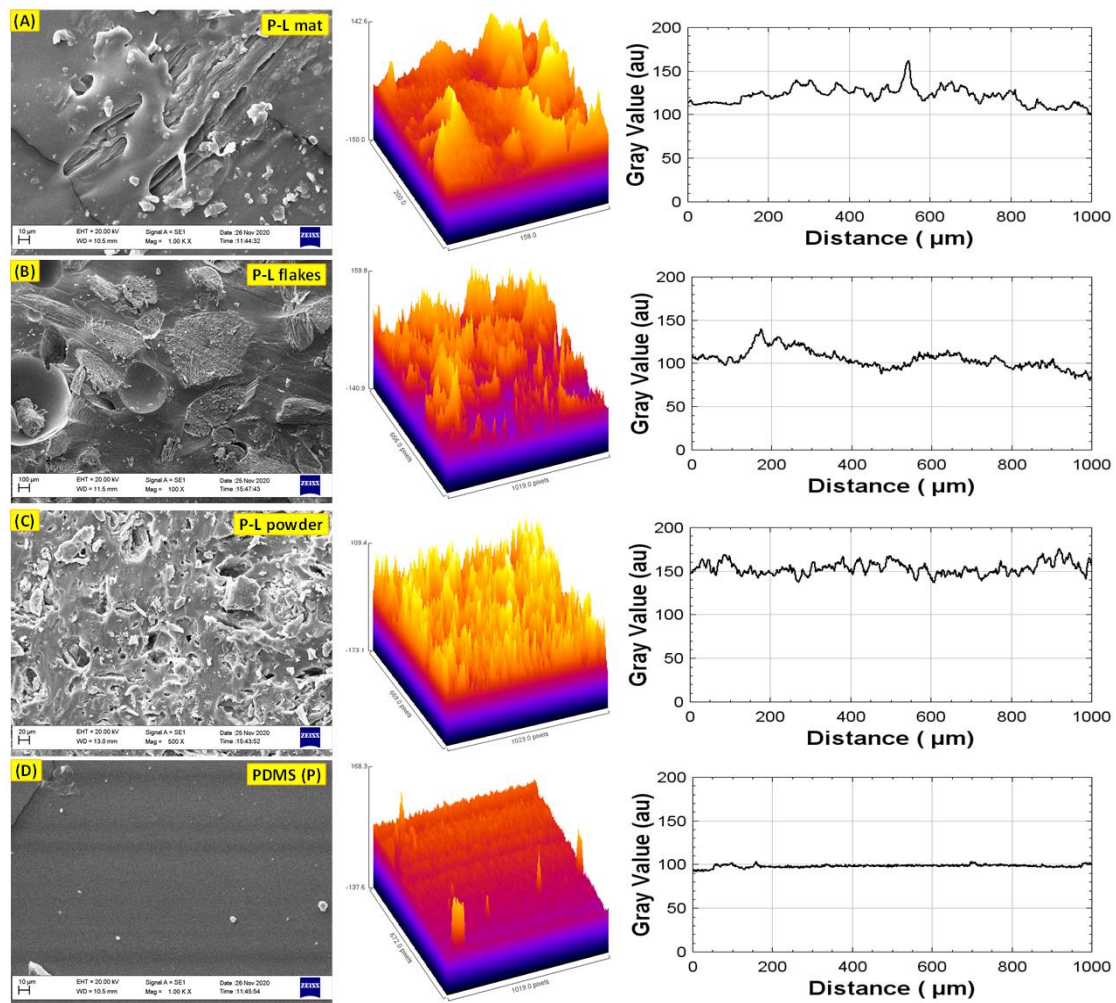 (A)
P-L mat
10 µm
EHT = 20.00 kV
WD = 10.5 mm
Signal A = SE1
Mag = 1.00 K X
Date :26 Nov 2020
Time :11:44:32
ZEISS
142.6
-150.0
200.0
158.0
Gray Value (au)
200
150
100
50
0
0 200 400 600 800 1000
Distance ( µm)
(B)
P-L flakes
100 µm
EHT = 20.00 kV
WD = 11.5 mm
Signal A = SE1
Mag = 100 X
Date :25 Nov 2020
Time :15:47:43
ZEISS
159.8
-140.9
666.0 pixels
1019.0 pixels
Gray Value (au)
200
150
100
50
0
0 200 400 600 800 1000
Distance ( µm)
(C)
P-L powder
20 µm
EHT = 20.00 kV
WD = 13.0 mm
Signal A = SE1
Mag = 500 X
Date :25 Nov 2020
Time :15:43:52
ZEISS
109.4
-173.1
1023.0 pixels
Gray Value (au)
200
150
100
50
0
0 200 400 600 800 1000
Distance ( µm)
(D)
PDMS (P)
10 µm
EHT = 20.00 kV
WD = 10.5 mm
Signal A = SE1
Mag = 1.00 K X
Date :26 Nov 2020
Time :11:45:54
ZEISS
168.3
-137.6
672.0 pixels
1019.0 pixels
Gray Value (au)
200
150
100
50
0
0 200 400 600 800 1000
Distance ( µm)